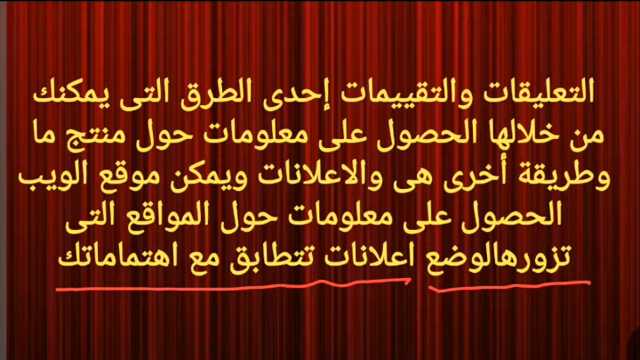 التعليقات والتقييمات إحدى الطرق التى يمكنك
من خلالها الحصول على معلومات حول منتج ما
وطريقة أخرى هى والاعلانات ويمكن موقع الويب
الحصول على معلومات حول المواقع التى
تزورهالوضع اعلانات تتطابق مع اهتماماتك